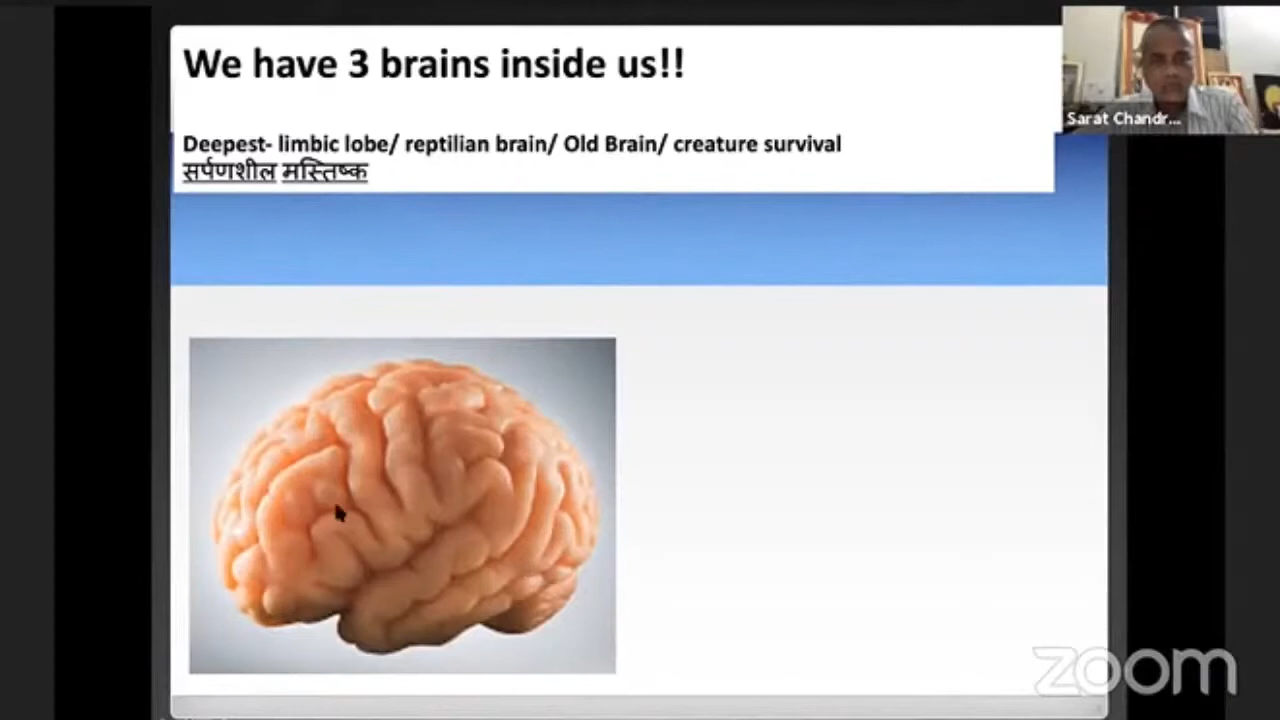 We have 3 brains inside us!!
Sarat Chandr...
Deepest- limbic lobe/ reptilian brain/ Old Brain/ creature survival
सर्पणशील मस्तिष्क
zoom